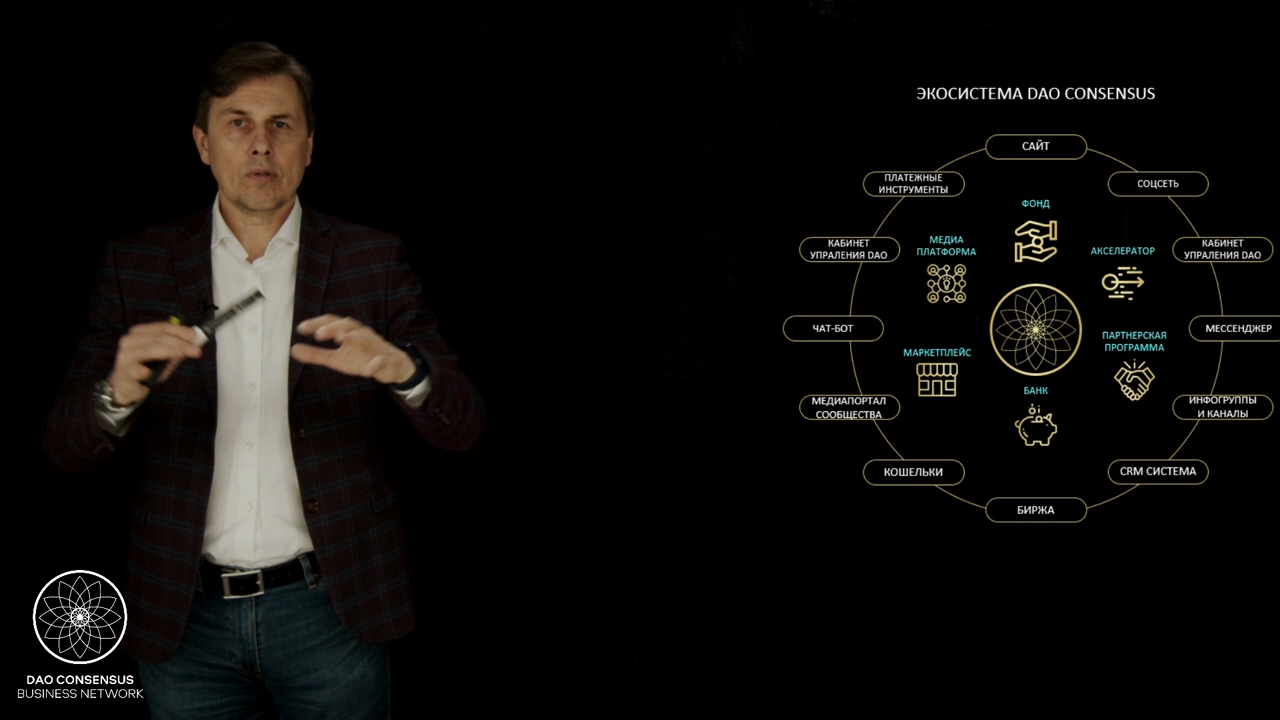 ЭКОСИСТЕМА DAO CONSENSUS
САЙТ
ПЛАТЕЖНЫЕ
ИНСТРУМЕНТЫ
СОЦСЕТЬ
ФОНД
КАБИНЕТ
УПРАЛЕНИЯ DAO
МЕДИА
ПЛАТФОРМА
АКСЕЛЕРАТОР
КАБИНЕТ
УПРАЛЕНИЯ DAO
ЧАТ-БОТ
МЕССЕНДЖЕР
МАРКЕТПЛЕЙС
ПАРТНЕРСКАЯ
ПРОГРАММА
БАНК
МЕДИАПОРТАЛ
СООБЩЕСТВА
ИНФОГРУППЫ
И КАНАЛЫ
КОШЕЛЬКИ
CRM СИСТЕМА
БИРЖА
DAO CONSENSUS
BUSINESS NETWORK